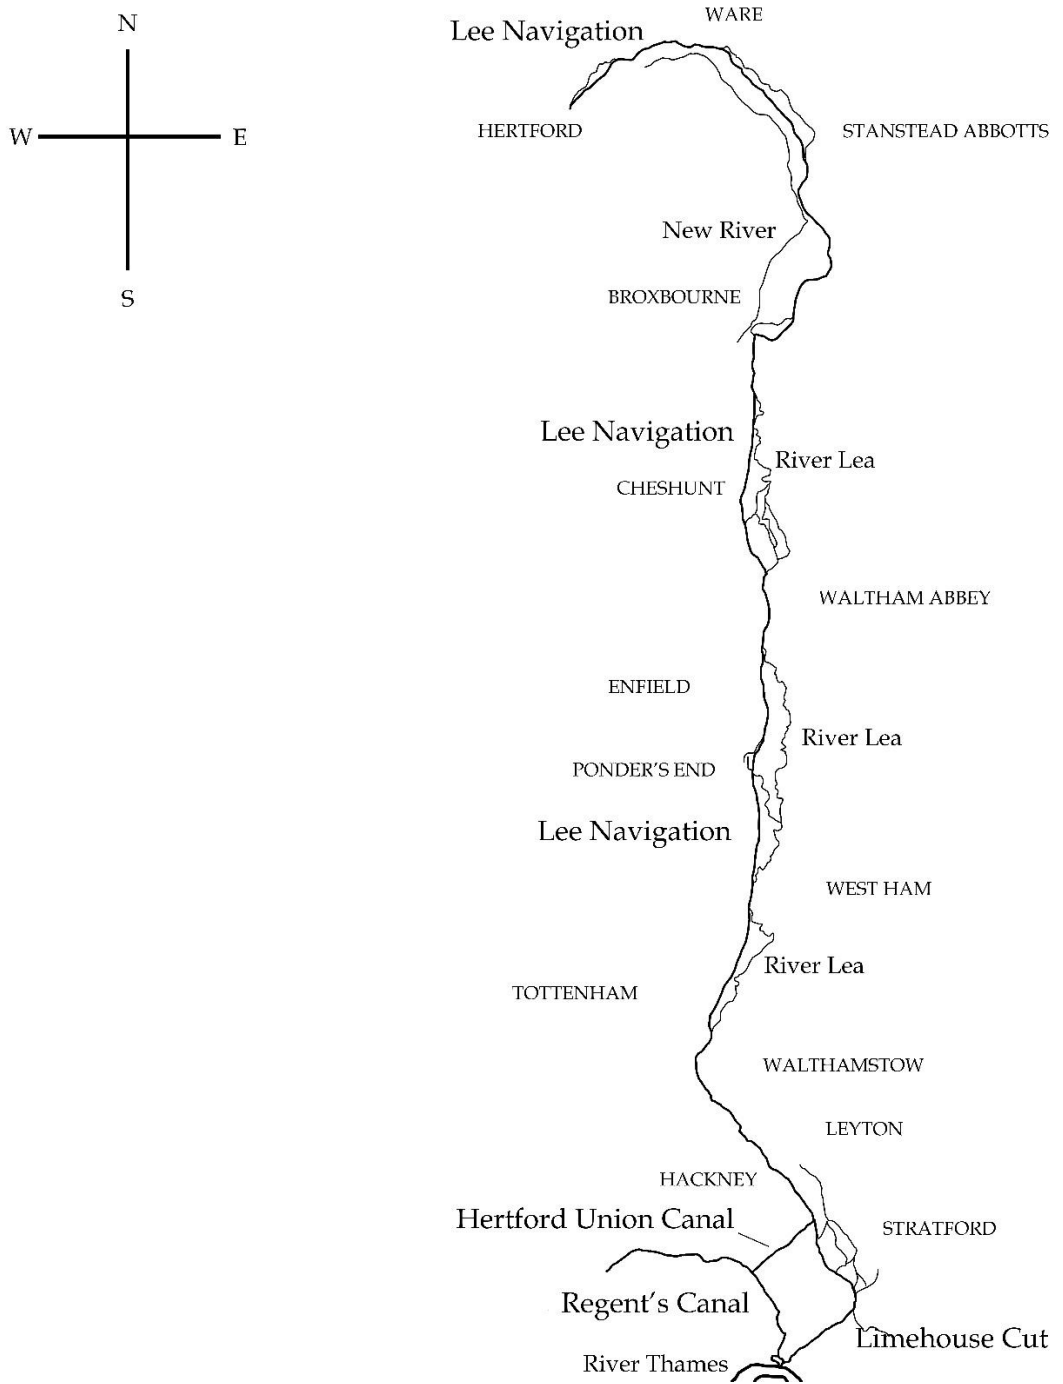 WARE
N
Lee Navigation
HERTFORD
STANSTEAD ABBOTTS
W
E
New River
S
BROXBOURNE
Lee Navigation
River Lea
CHESHUNT
WALTHAM ABBEY
ENFIELD
River Lea
PONDER'S END
Lee Navigation
WEST HAM
River Lea
TOTTENHAM
WALTHAMSTOW
LEYTON
HACKNEY
Hertford Union Canal
STRATFORD
Regent's Canal
Limehouse Cut
River Thames